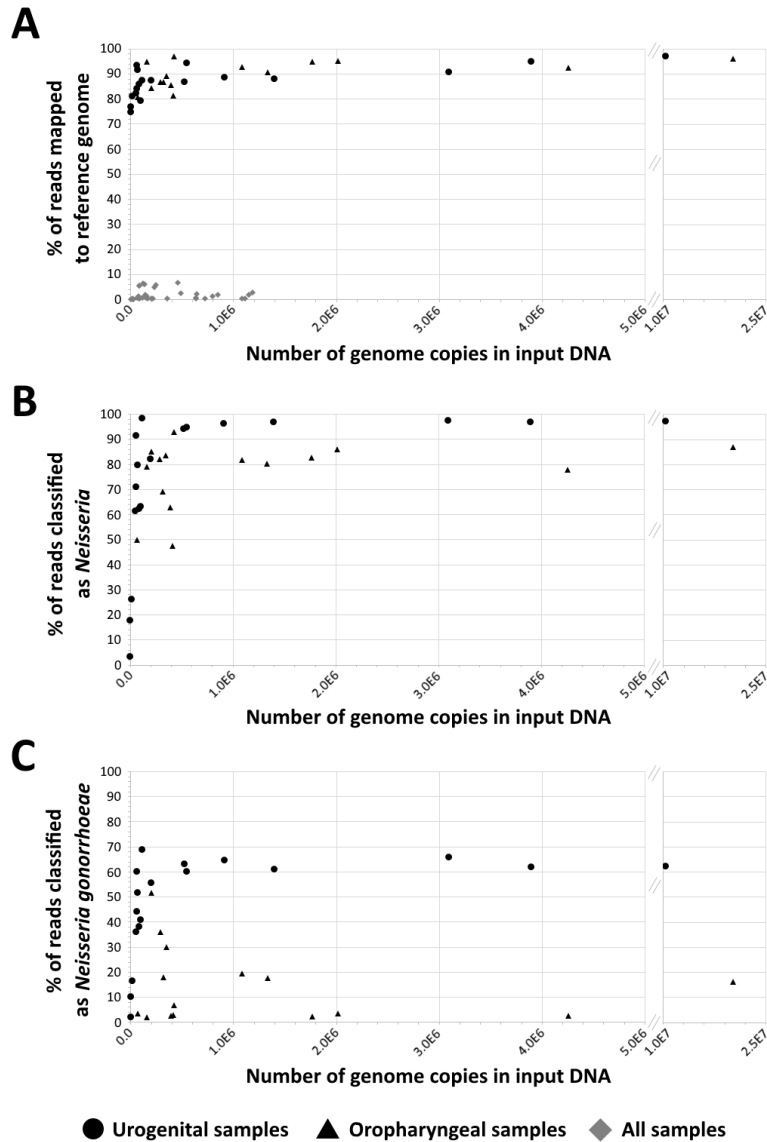 A
% of reads mapped
to reference genome
100
90
80
70
60
50
40
30
20
10
0
0.0
1.0E6
2.0E6
3.0E6
4.0E6
5.0E6
1.0E7
2.5E7
Number of genome copies in input DNA
B
% of reads classified
as Neisseria
100
90
80
70
60
50
40
30
20
10
0
0.0
1.0E6
2.0E6
3.0E6
4.0E6
5.0E6
1.0E7
2.5E7
Number of genome copies in input DNA
C
% of reads classified
as Neisseria gonorrhoeae
100
90
80
70
60
50
40
30
20
10
0
0.0
1.0E6
2.0E6
3.0E6
4.0E6
5.0E6
1.0E7
2.5E7
Number of genome copies in input DNA
Urogenital samples Oropharyngeal samples All samples